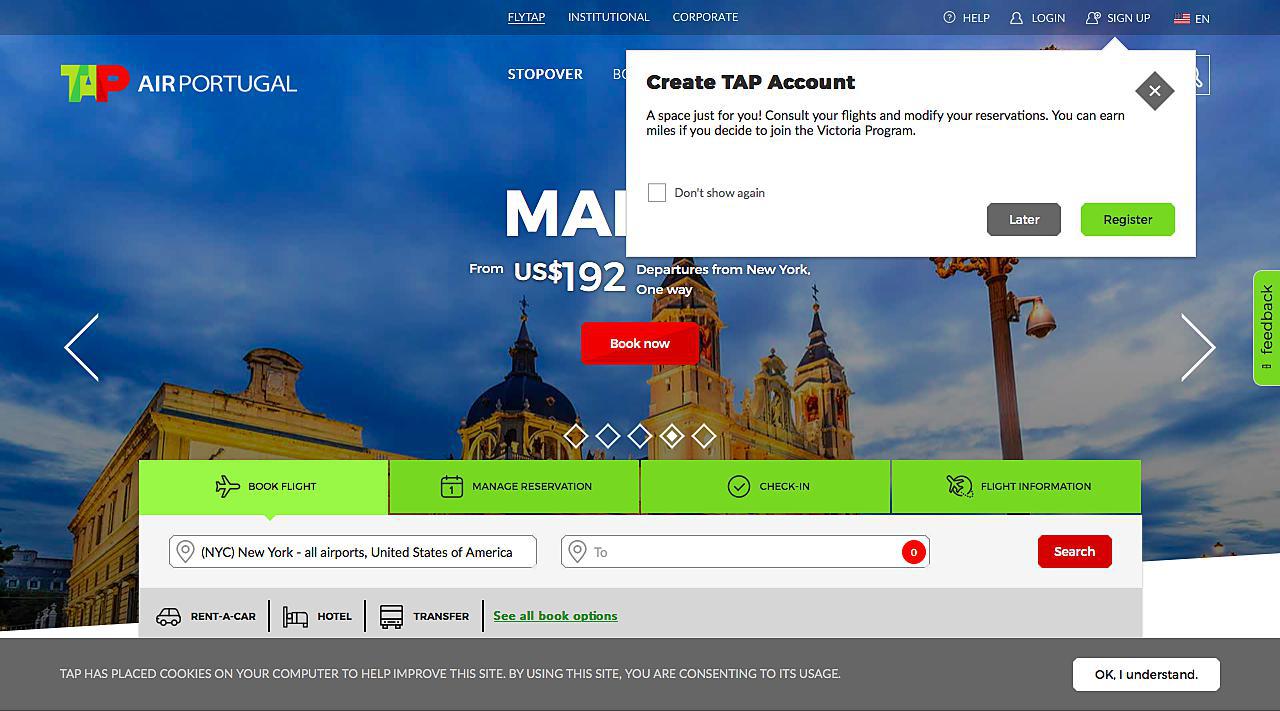 FLYTAP INSTITUTIONAL CORPORATE
HELP LOGIN SIGN UP EN
TAP AIRPORTUGAL
STOPOVER
Create TAP Account
A space just for you! Consult your flights and modify your reservations. You can earn
miles if you decide to join the Victoria Program.
Don't show again
Later Register
From US$192 Departures from New York,
One way
Book now
feedback
BOOK FLIGHT 1 MANAGE RESERVATION CHECK-IN FLIGHT INFORMATION
(NYC) New York - all airports, United States of America To 0 Search
RENT-A-CAR HOTEL TRANSFER See all book options
TAP HAS PLACED COOKIES ON YOUR COMPUTER TO HELP IMPROVE THIS SITE. BY USING THIS SITE, YOU ARE CONSENTING TO ITS USAGE.
OK, I understand.